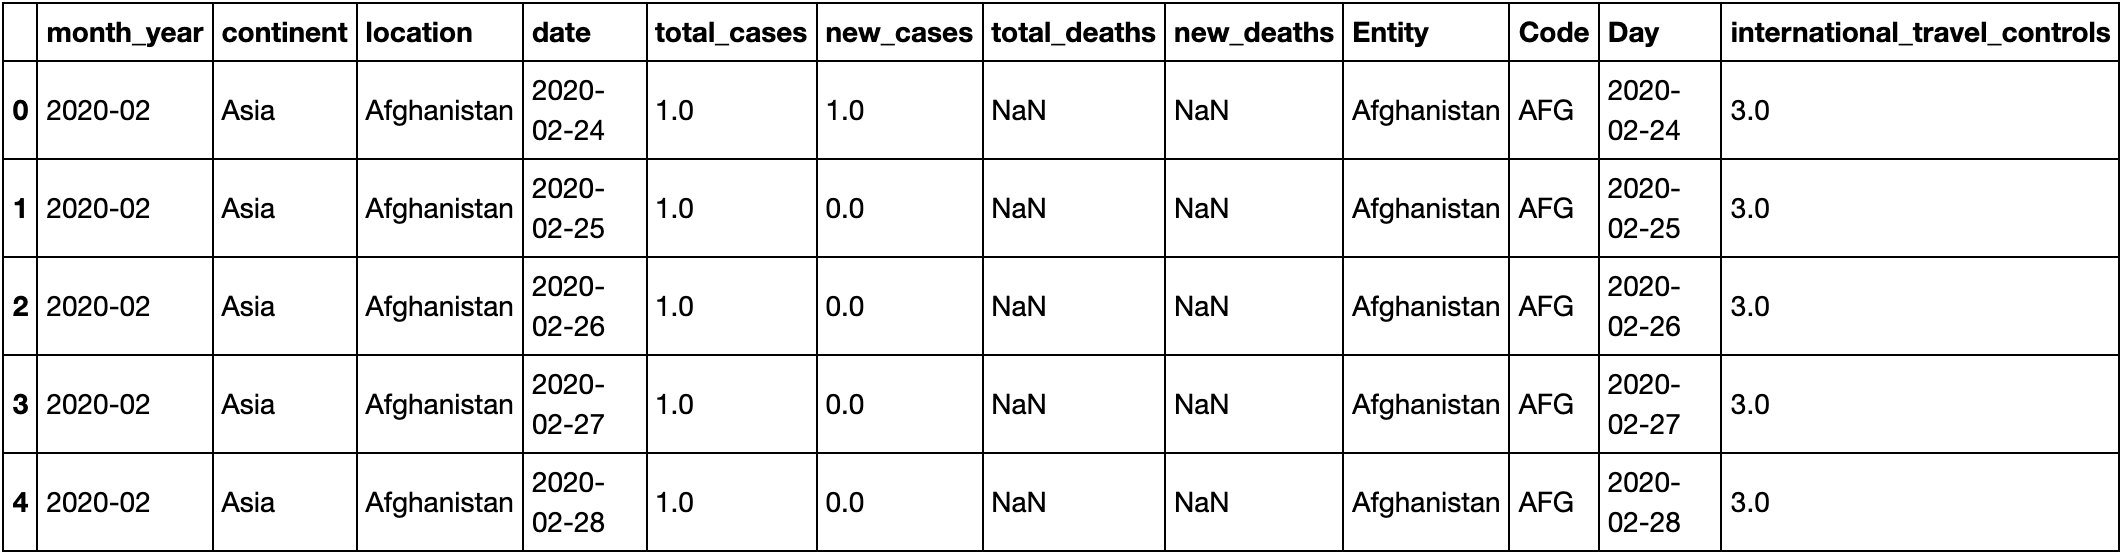 month_year continent location date total_cases new_cases total_deaths new_deaths Entity Code Day international_travel_controls
0 2020-02 Asia Afghanistan 2020-02-24 1.0 1.0 NaN NaN Afghanistan AFG 2020-02-24 3.0
1 2020-02 Asia Afghanistan 2020-02-25 1.0 0.0 NaN NaN Afghanistan AFG 2020-02-25 3.0
2 2020-02 Asia Afghanistan 2020-02-26 1.0 0.0 NaN NaN Afghanistan AFG 2020-02-26 3.0
3 2020-02 Asia Afghanistan 2020-02-27 1.0 0.0 NaN NaN Afghanistan AFG 2020-02-27 3.0
4 2020-02 Asia Afghanistan 2020-02-28 1.0 0.0 NaN NaN Afghanistan AFG 2020-02-28 3.0